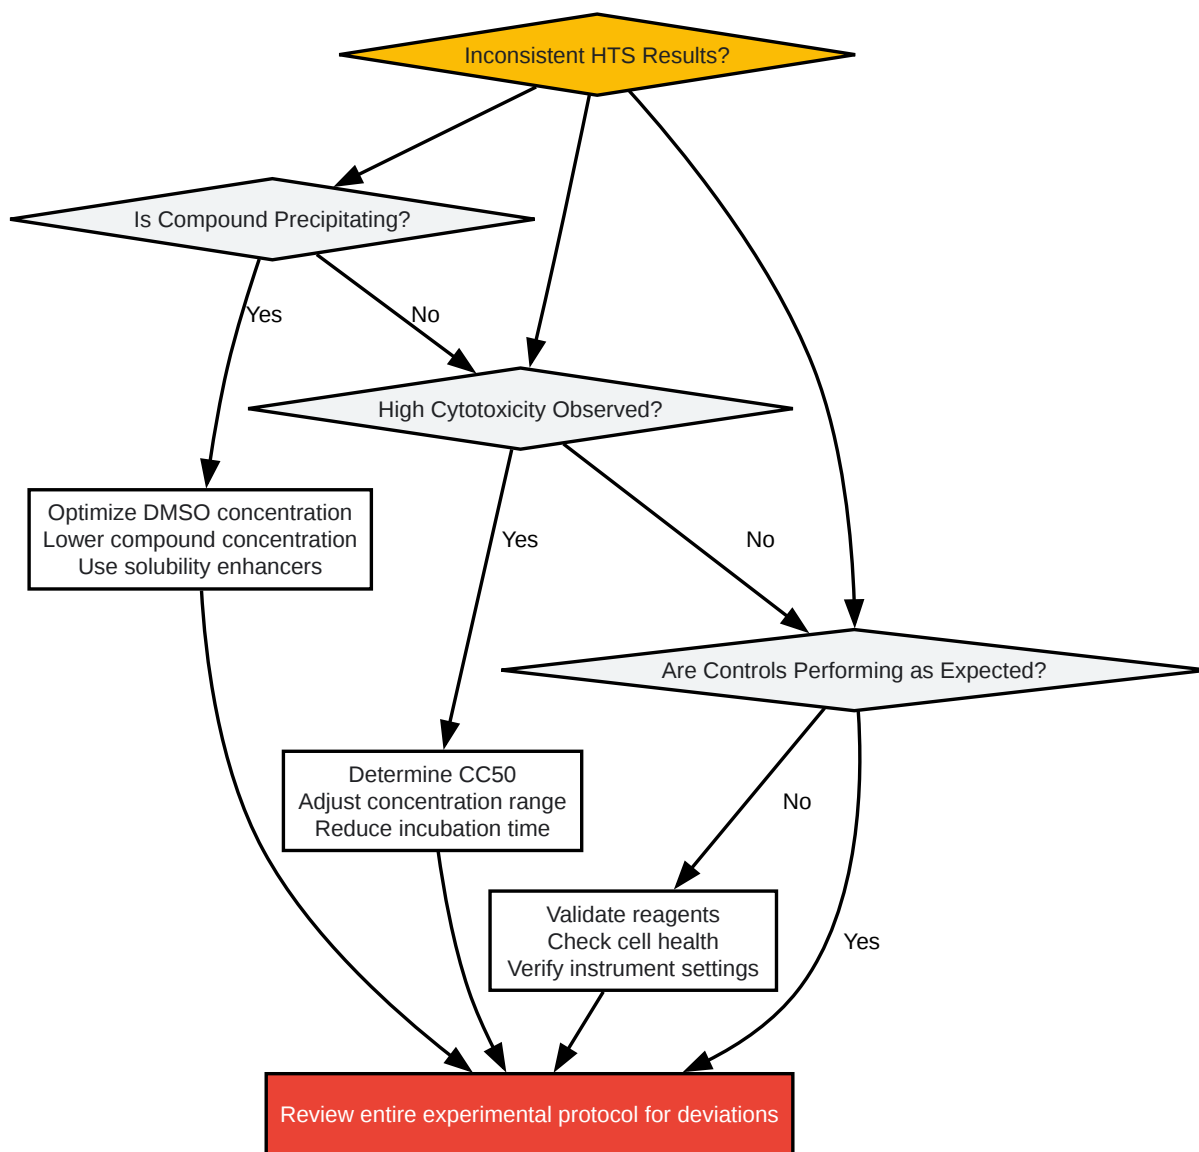 Inconsistent HTS Results?
Is Compound Precipitating?
Yes
No
High Cytotoxicity Observed?
Optimize DMSO concentration
Lower compound concentration
Use solubility enhancers
Yes
No
Are Controls Performing as Expected?
Determine CC50
Adjust concentration range
Reduce incubation time
No
Validate reagents
Check cell health
Verify instrument settings
Yes
Review entire experimental protocol for deviations